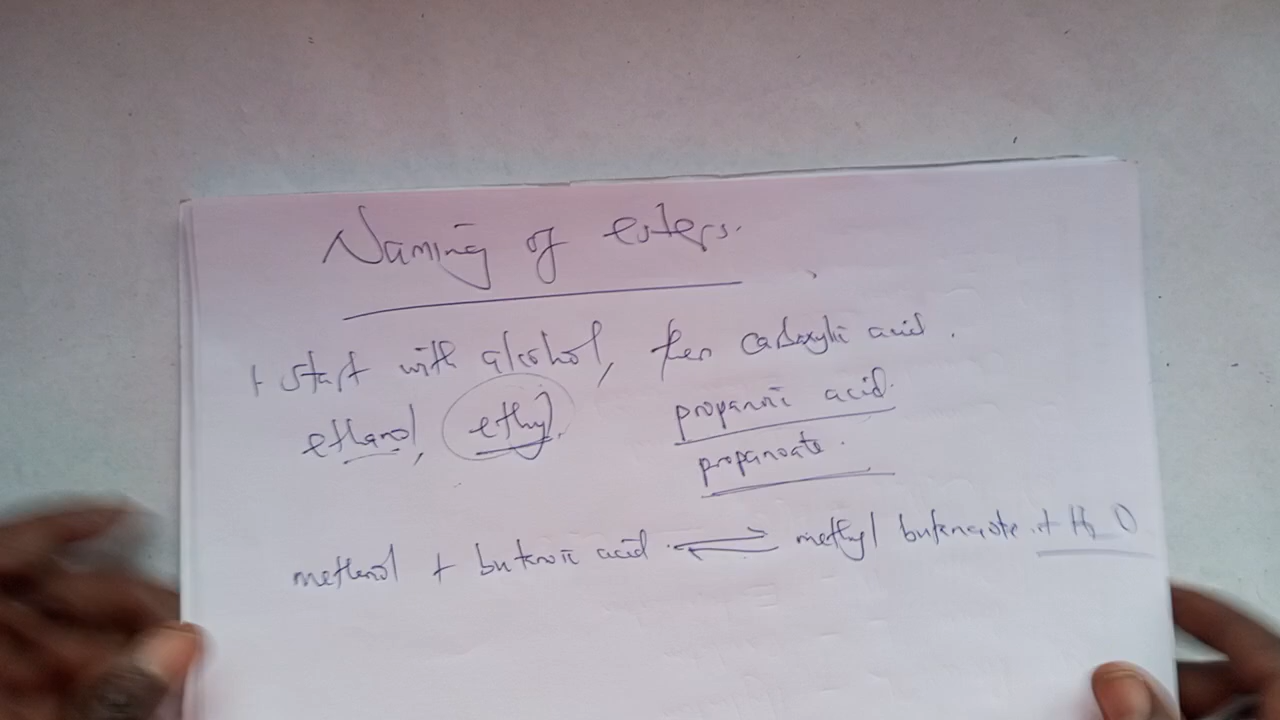 Naming of esters.
+ start with alcohol, then carboxylic acid.
ethanol, ethyl. propanoic acid.
propanoate.
methanol + butanoic acid ⇌ methyl butanoate + H2O